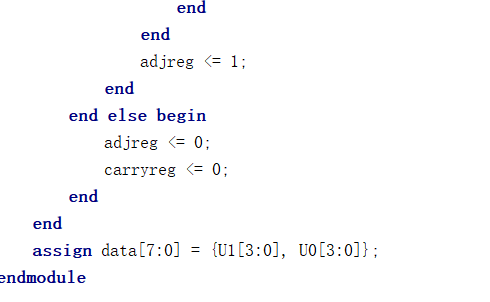 end
end
adjreg <= 1;
end
end else begin
adjreg <= 0;
carryreg <= 0;
end
end
assign data[7:0] = {U1[3:0], U0[3:0]};
endmodule